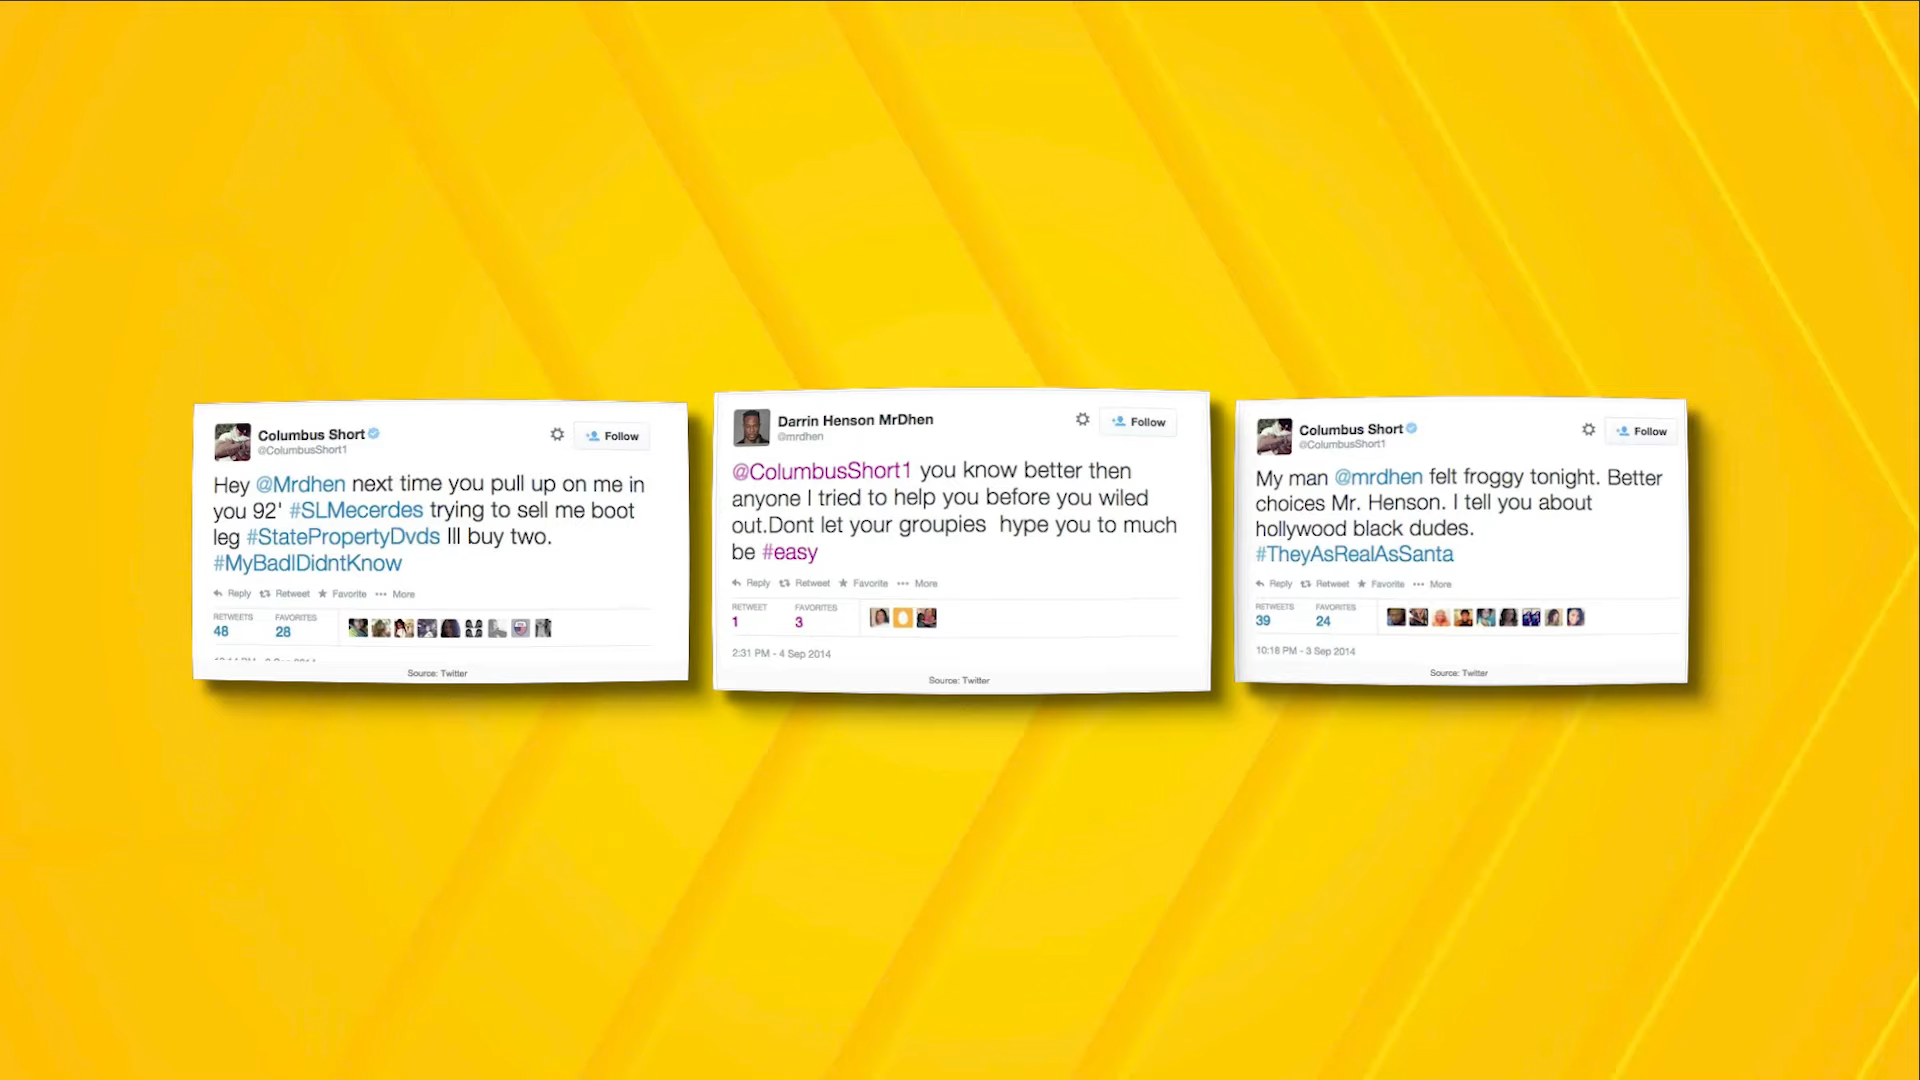 Columbus Short
@ColumbusShort1
Follow
Hey @Mrdhen next time you pull up on me in
you 92' #SLMecerdes trying to sell me boot
leg #StatePropertyDvds Ill buy two.
#MyBadIDidntKnow
Reply Retweet Favorite More
RETWEETS FAVORITES
48 28
Source: Twitter
Darrin Henson MrDhen
@mrdhen
Follow
@ColumbusShort1 you know better then
anyone I tried to help you before you wiled
out.Dont let your groupies hype you to much
be #easy
Reply Retweet Favorite More
RETWEET FAVORITES
1 3
2:31 PM - 4 Sep 2014
Source: Twitter
Columbus Short
@ColumbusShort1
Follow
My man @mrdhen felt froggy tonight. Better
choices Mr. Henson. I tell you about
hollywood black dudes.
#TheyAsRealAsSanta
Reply Retweet Favorite More
RETWEETS FAVORITES
39 24
10:18 PM - 3 Sep 2014
Source: Twitter